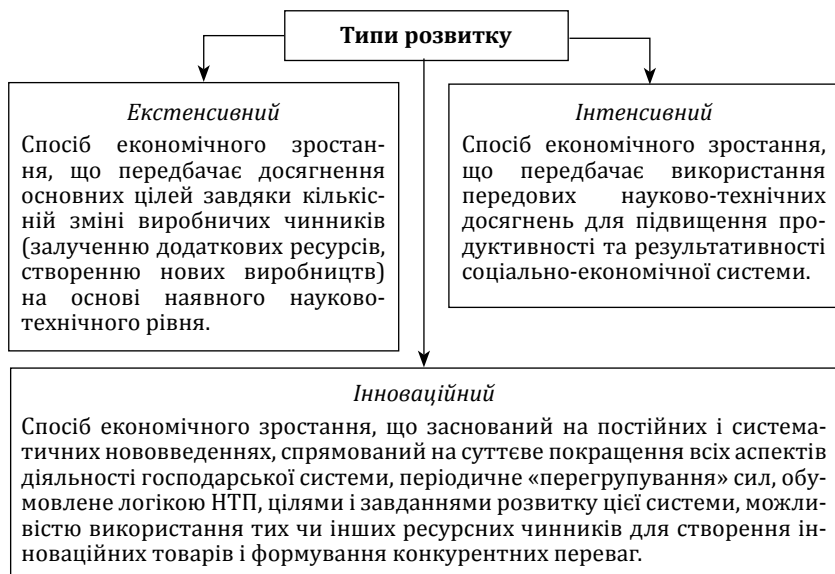 Типи розвитку
Екстенсивний
Спосіб економічного зростан-
ня, що передбачає досягнення
основних цілей завдяки кількіс-
ній зміні виробничих чинників
(залученню додаткових ресурсів,
створенню нових виробництв)
на основі наявного науково-
технічного рівня.
Інтенсивний
Спосіб економічного зростання,
що передбачає використання
передових науково-технічних
досягнень для підвищення про-
дуктивності та результативності
соціально-економічної системи.
Інноваційний
Спосіб економічного зростання, що заснований на постійних і система-
тичних нововведеннях, спрямований на суттєве покращення всіх аспектів
діяльності господарської системи, періодичне «перегрупування» сил, обу-
мовлене логікою НТП, цілями і завданнями розвитку цієї системи, можли-
вістю використання тих чи інших ресурсних чинників для створення ін-
новаційних товарів і формування конкурентних переваг.